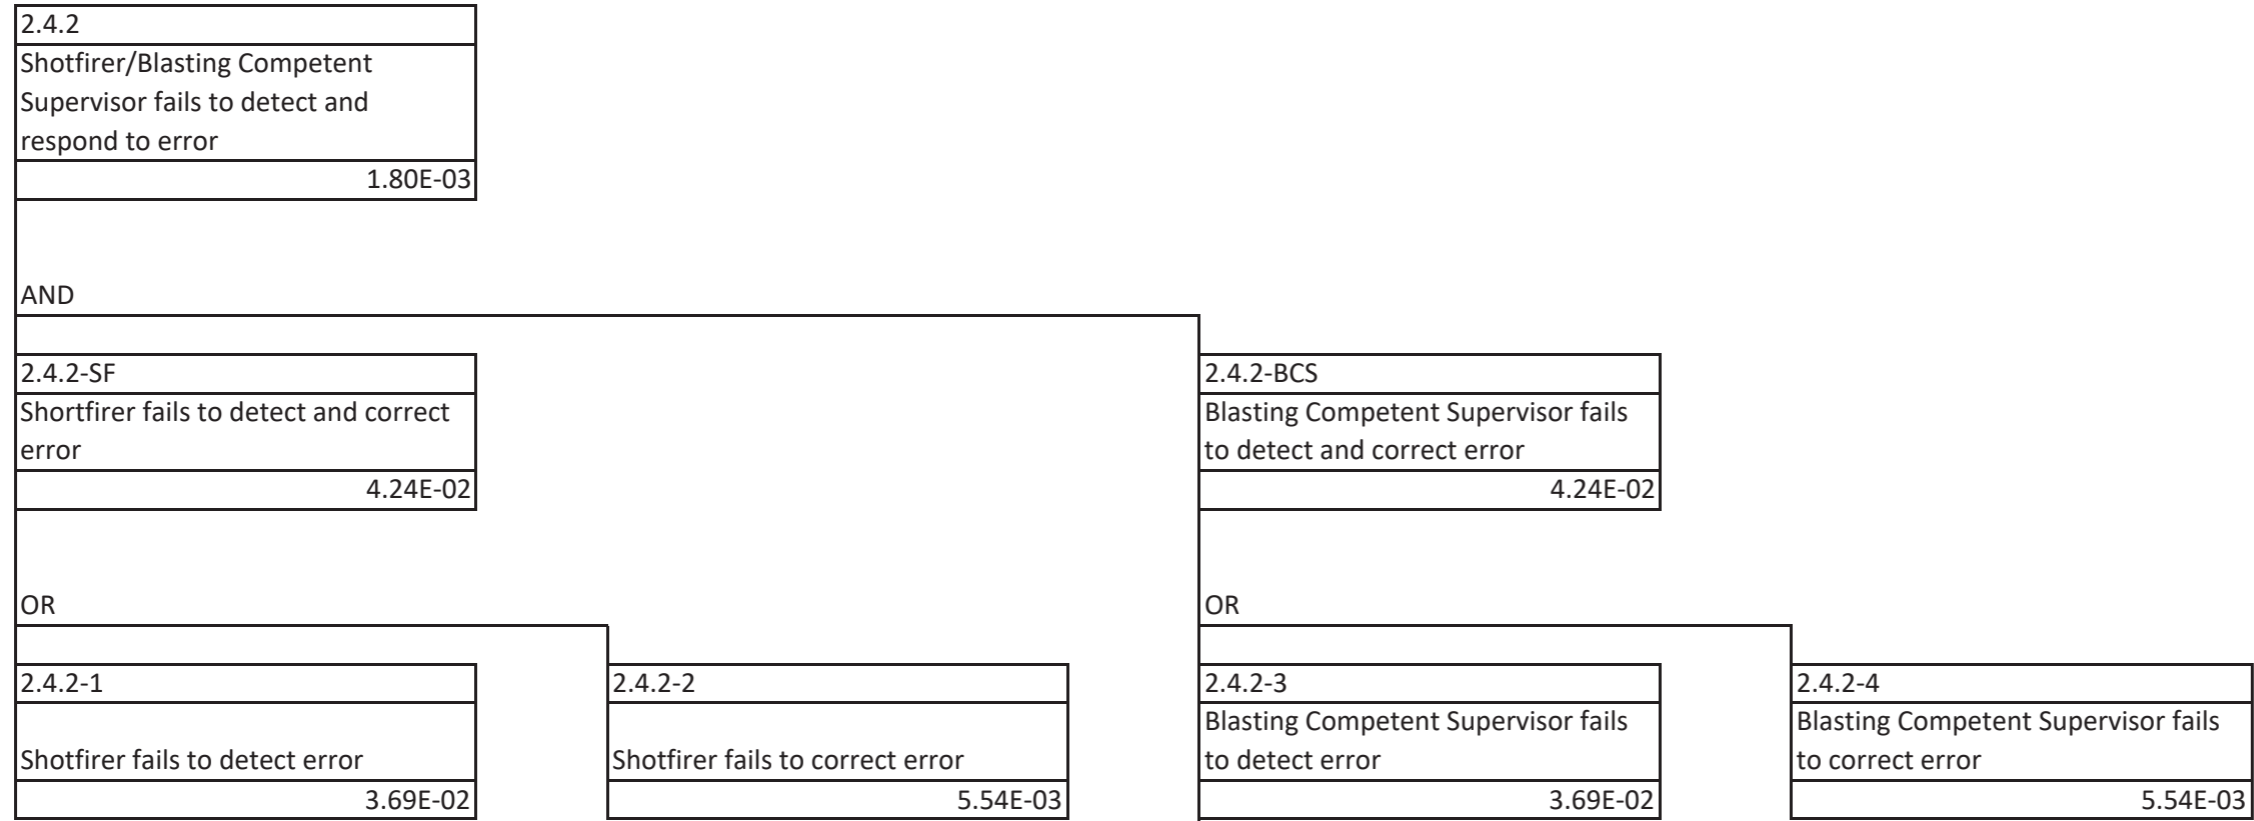 2.4.2
Shotfirer/Blasting Competent
Supervisor fails to detect and
respond to error
1.80E-03
AND
2.4.2-SF
Shortfirer fails to detect and correct
error
4.24E-02
2.4.2-BCS
Blasting Competent Supervisor fails
to detect and correct error
4.24E-02
OR
OR
2.4.2-1
Shotfirer fails to detect error
3.69E-02
2.4.2-2
Shotfirer fails to correct error
5.54E-03
2.4.2-3
Blasting Competent Supervisor fails
to detect error
3.69E-02
2.4.2-4
Blasting Competent Supervisor fails
to correct error
5.54E-03